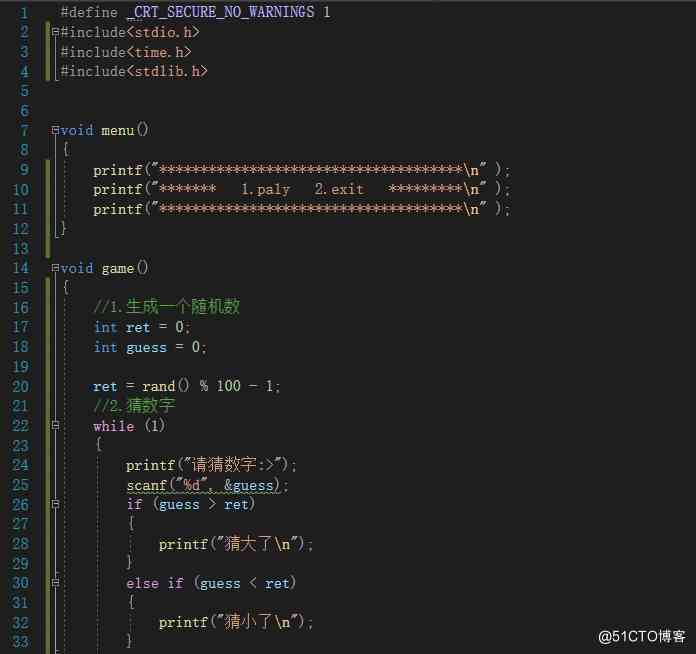 1 #define _CRT_SECURE_NO_WARNINGS 1
2 #include<stdio.h>
3 #include<time.h>
4 #include<stdlib.h>
5
6
7 void menu()
8 {
9 printf("*************************************\n" );
10 printf("******* 1.paly 2.exit *********\n" );
11 printf("*************************************\n" );
12 }
13
14 void game()
15 {
16 //1.生成一个随机数
17 int ret = 0;
18 int guess = 0;
19
20 ret = rand() % 100 - 1;
21 //2.猜数字
22 while (1)
23 {
24 printf("请猜数字:>");
25 scanf("%d", &guess);
26 if (guess > ret)
27 {
28 printf("猜大了\n");
29 }
30 else if (guess < ret)
31 {
32 printf("猜小了\n");
33 }
@51CTO博客